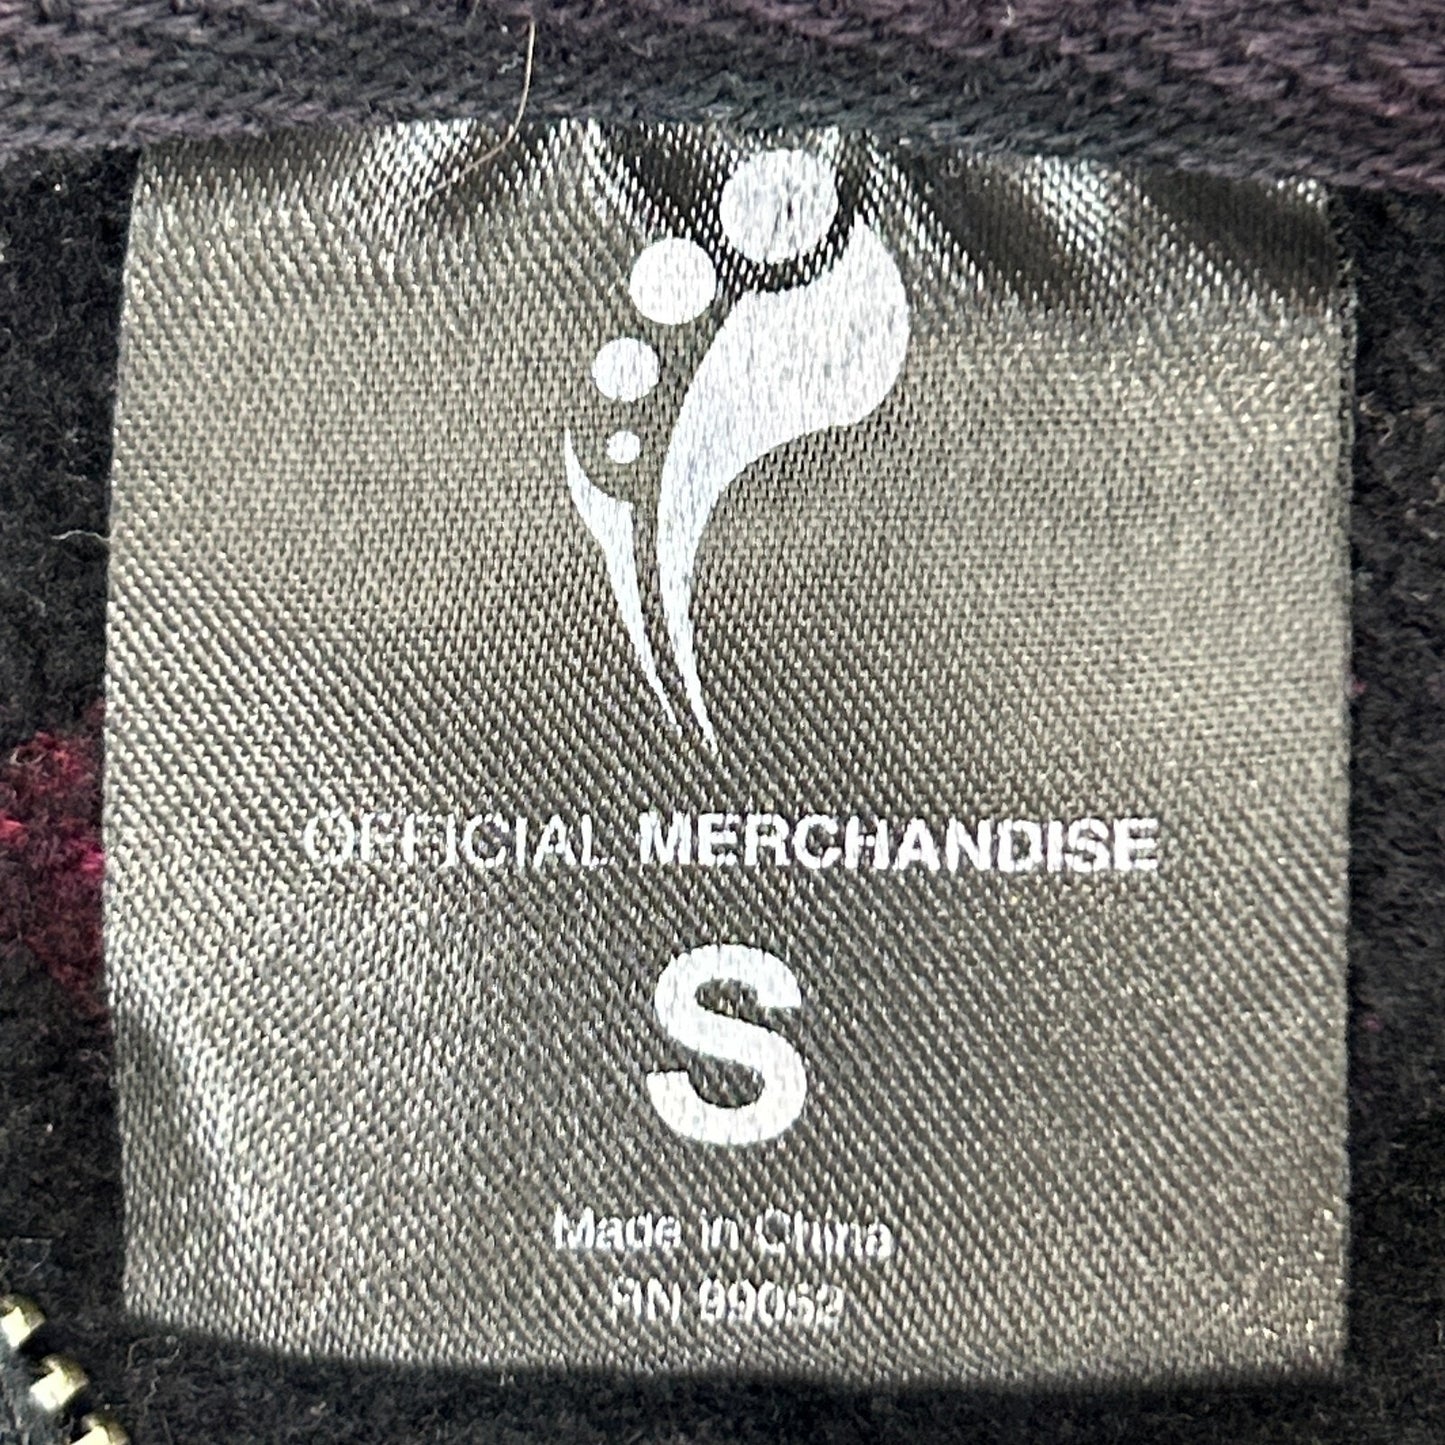 OFFICIAL MERCHANDISE
S
Made in China
RN 99052